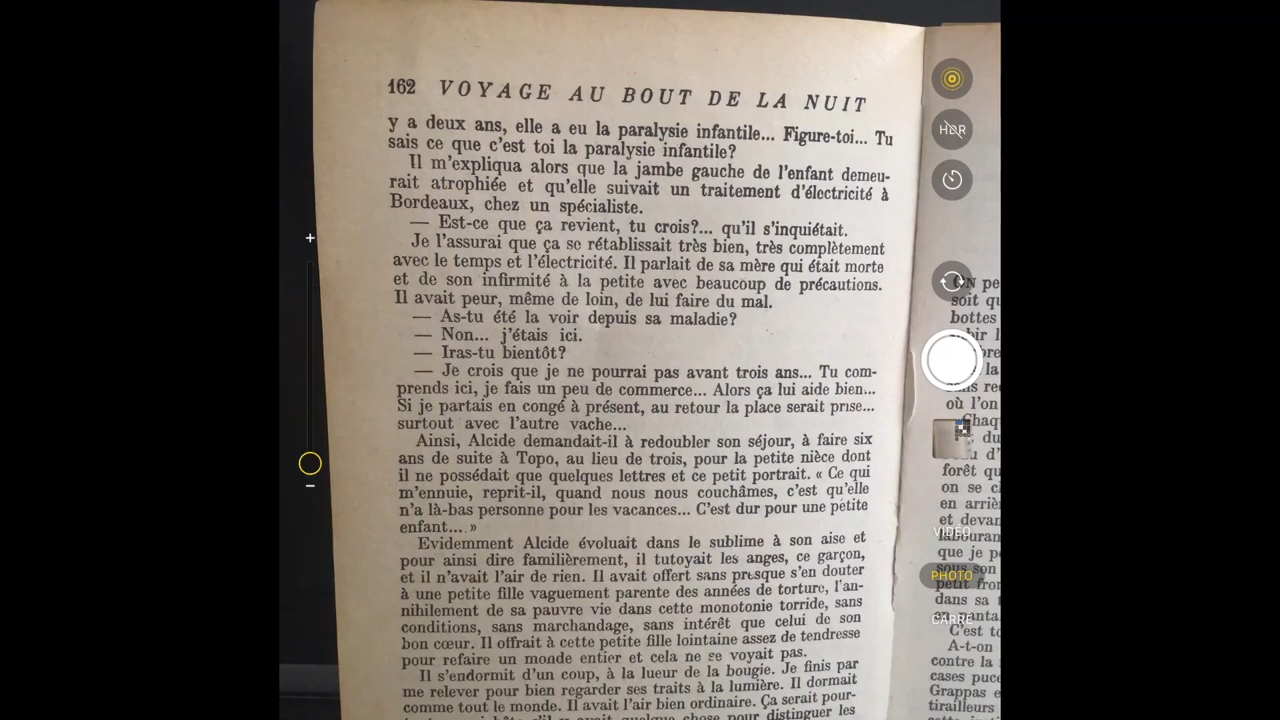 162 VOYAGE AU BOUT DE LA NUIT
y a deux ans, elle a eu la paralysie infantile... Figure-toi... Tu
sais ce que c'est toi la paralysie infantile?
Il m'expliqua alors que la jambe gauche de l'enfant demeu-
rait atrophiée et qu'elle suivait un traitement d'électricité à
Bordeaux, chez un spécialiste.
— Est-ce que ça revient, tu crois?... qu'il s'inquiétait.
Je l'assurai que ça se rétablissait très bien, très complètement
avec le temps et l'électricité. Il parlait de sa mère qui était morte
et de son infirmité à la petite avec beaucoup de précautions.
Il avait peur, même de loin, de lui faire du mal.
— As-tu été la voir depuis sa maladie?
— Non... j'étais ici.
— Iras-tu bientôt?
— Je crois que je ne pourrai pas avant trois ans... Tu com-
prends ici, je fais un peu de commerce... Alors ça lui aide bien...
Si je partais en congé à présent, au retour la place serait prise...
surtout avec l'autre vache...
Ainsi, Alcide demandait-il à redoubler son séjour, à faire six
ans de suite à Topo, au lieu de trois, pour la petite nièce dont
il ne possédait que quelques lettres et ce petit portrait. « Ce qui
m'ennuie, reprit-il, quand nous nous couchâmes, c'est qu'elle
n'a là-bas personne pour les vacances... C'est dur pour une petite
enfant... »
Evidemment Alcide évoluait dans le sublime à son aise et
pour ainsi dire familièrement, il tutoyait les anges, ce garçon,
et il n'avait l'air de rien. Il avait offert sans presque s'en douter
à une petite fille vaguement parente des années de torture, l'an-
nihilement de sa pauvre vie dans cette monotonie torride, sans
conditions, sans marchandage, sans intérêt que celui de son
bon cœur. Il offrait à cette petite fille lointaine assez de tendresse
pour refaire un monde entier et cela ne se voyait pas.
Il s'endormit d'un coup, à la lueur de la bougie. Je finis par
me relever pour bien regarder ses traits à la lumière. Il dormait
comme tout le monde. Il avait l'air bien ordinaire. Ça serait pour-
quelque chose pour distinguer les
ON pe
soit qu
bottes
la
où l'on
Chaq
du
forêt qu
on se c
en arriè
et devan
labouran
que je p
sous son
petit fron
dans sa
C'est to
A-t-on
contre la
cases puce
Grappas e
tirailleurs
HDR
VIDÉO
PHOTO
CARRÉ